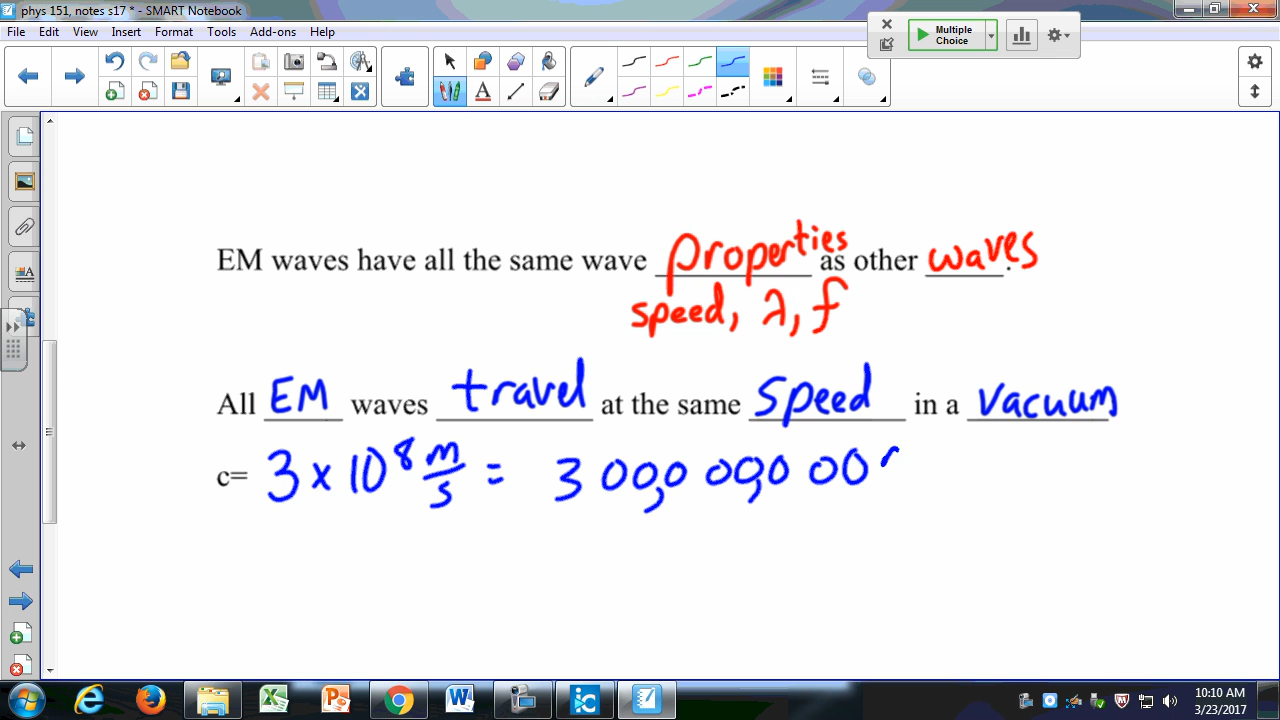 phys 151, notes s17 * - SMART Notebook
File Edit View Insert Format Tools Add-ons Help
Multiple Choice
EM waves have all the same wave properties as other waves.
speed, λ, f
All EM waves travel at the same speed in a vacuum
c= 3 x 10⁸ m/s = 3 00,0 00,0 00
10:10 AM
3/23/2017